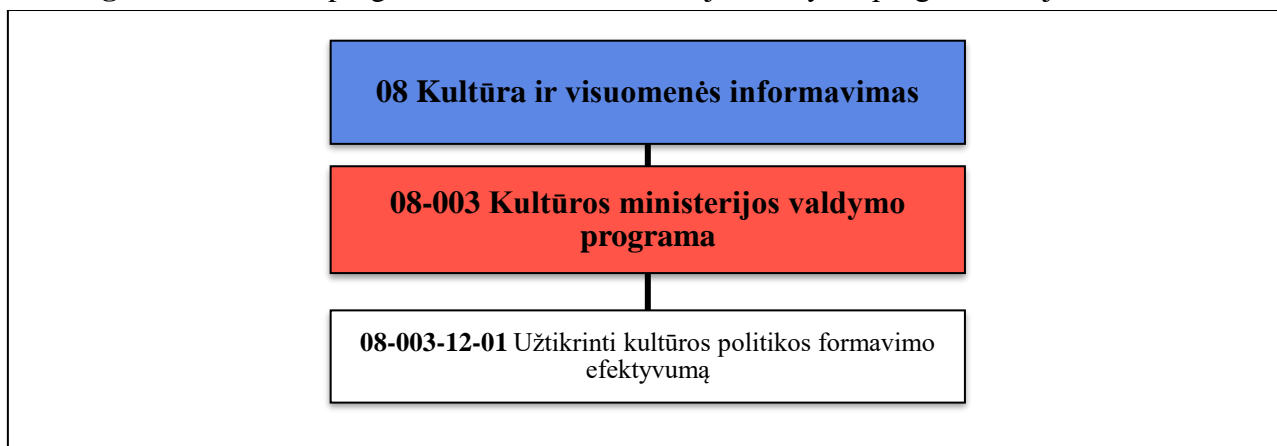 08 Kultūra ir visuomenės informavimas
08-003 Kultūros ministerijos valdymo
programa
08-003-12-01 Užtikrinti kultūros politikos formavimo
efektyvumą